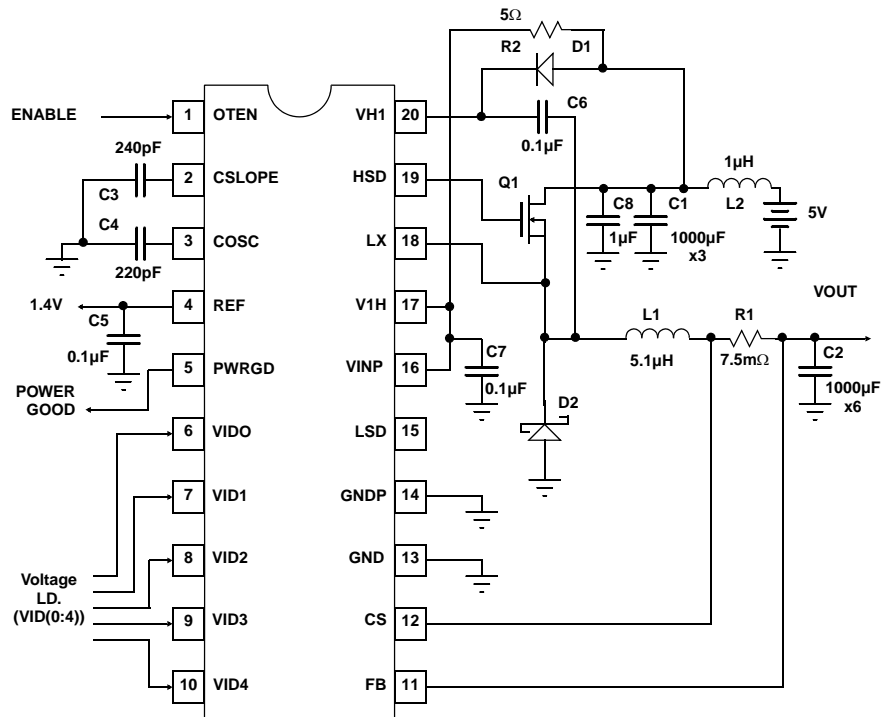 5Ω
R2
D1
C6
0.1µF
ENABLE
1
OTEN
VH1
20
240pF
2
CSLOPE
HSD
19
Q1
C3
C4
1µH
L2
5V
C8
1µF
C1
1000µF
x3
3
COSC
LX
18
220pF
1.4V
4
REF
V1H
17
C5
0.1µF
VOUT
L1
5.1µH
R1
7.5mΩ
5
PWRGD
VINP
16
C7
0.1µF
C2
1000µF
x6
POWER
GOOD
D2
6
VIDO
LSD
15
7
VID1
GNDP
14
8
VID2
GND
13
Voltage
I.D.
(VID(0:4))
9
VID3
CS
12
10
VID4
FB
11